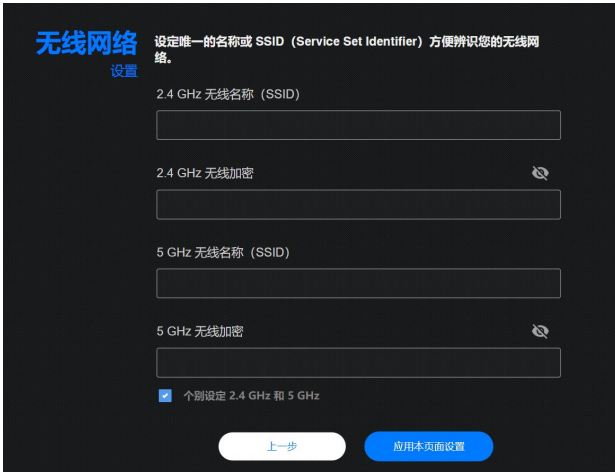 无线网络
设置
设定唯一的名称或 SSID（Service Set Identifier）方便辨识您的无线网
络。
2.4 GHz 无线名称（SSID）
2.4 GHz 无线加密
5 GHz 无线名称（SSID）
5 GHz 无线加密
个别设定 2.4 GHz 和 5 GHz
上一步
应用本页面设置